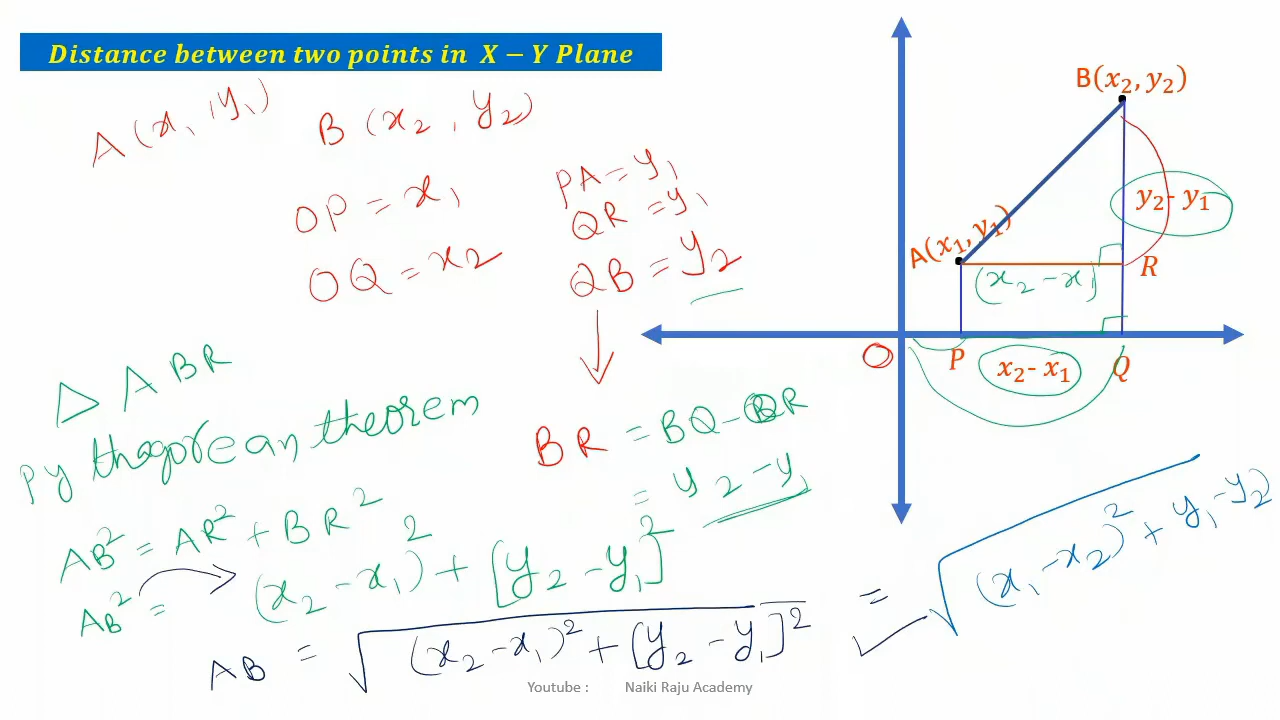 Distance between two points in X – Y Plane
A (x₁ , y₁)
B (x₂ , y₂)
OP = x₁
OQ = x₂
PA = y₁
QR = y₁
QB = y₂
BR = BQ – QR
= y₂ – y₁
△ ABR
Pythagorean theorem
AB² = AR² + BR²
AB² = (x₂ – x₁)² + [y₂ – y₁]²
AB = √(x₂ – x₁)² + [y₂ – y₁]²
= √(x₁ – x₂)² + y₁ – y₂)
B(x₂, y₂)
y₂ - y₁
A(x₁, y₁)
(x₂ – x₁)
R
O
P
x₂- x₁
Q
Youtube : Naiki Raju Academy